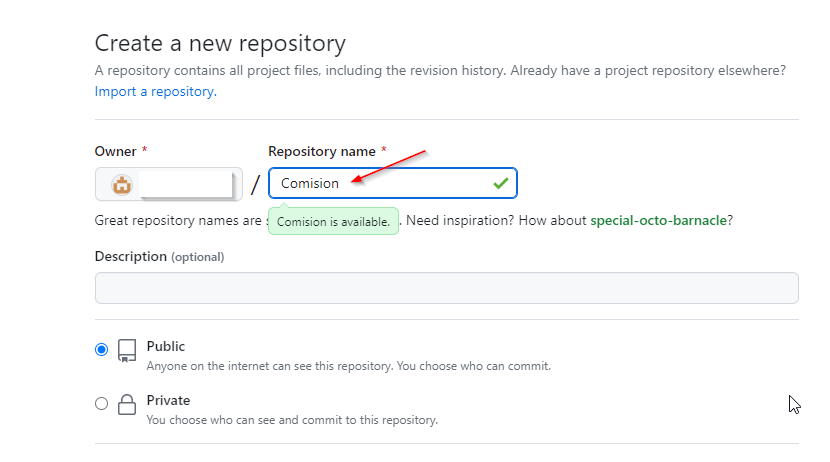 Create a new repository
A repository contains all project files, including the revision history. Already have a project repository elsewhere?
Import a repository.
Owner *
Repository name *
/
Comision
Great repository names are . Need inspiration? How about special-octo-barnacle?
Comision is available.
Description (optional)
Public
Anyone on the internet can see this repository. You choose who can commit.
Private
You choose who can see and commit to this repository.